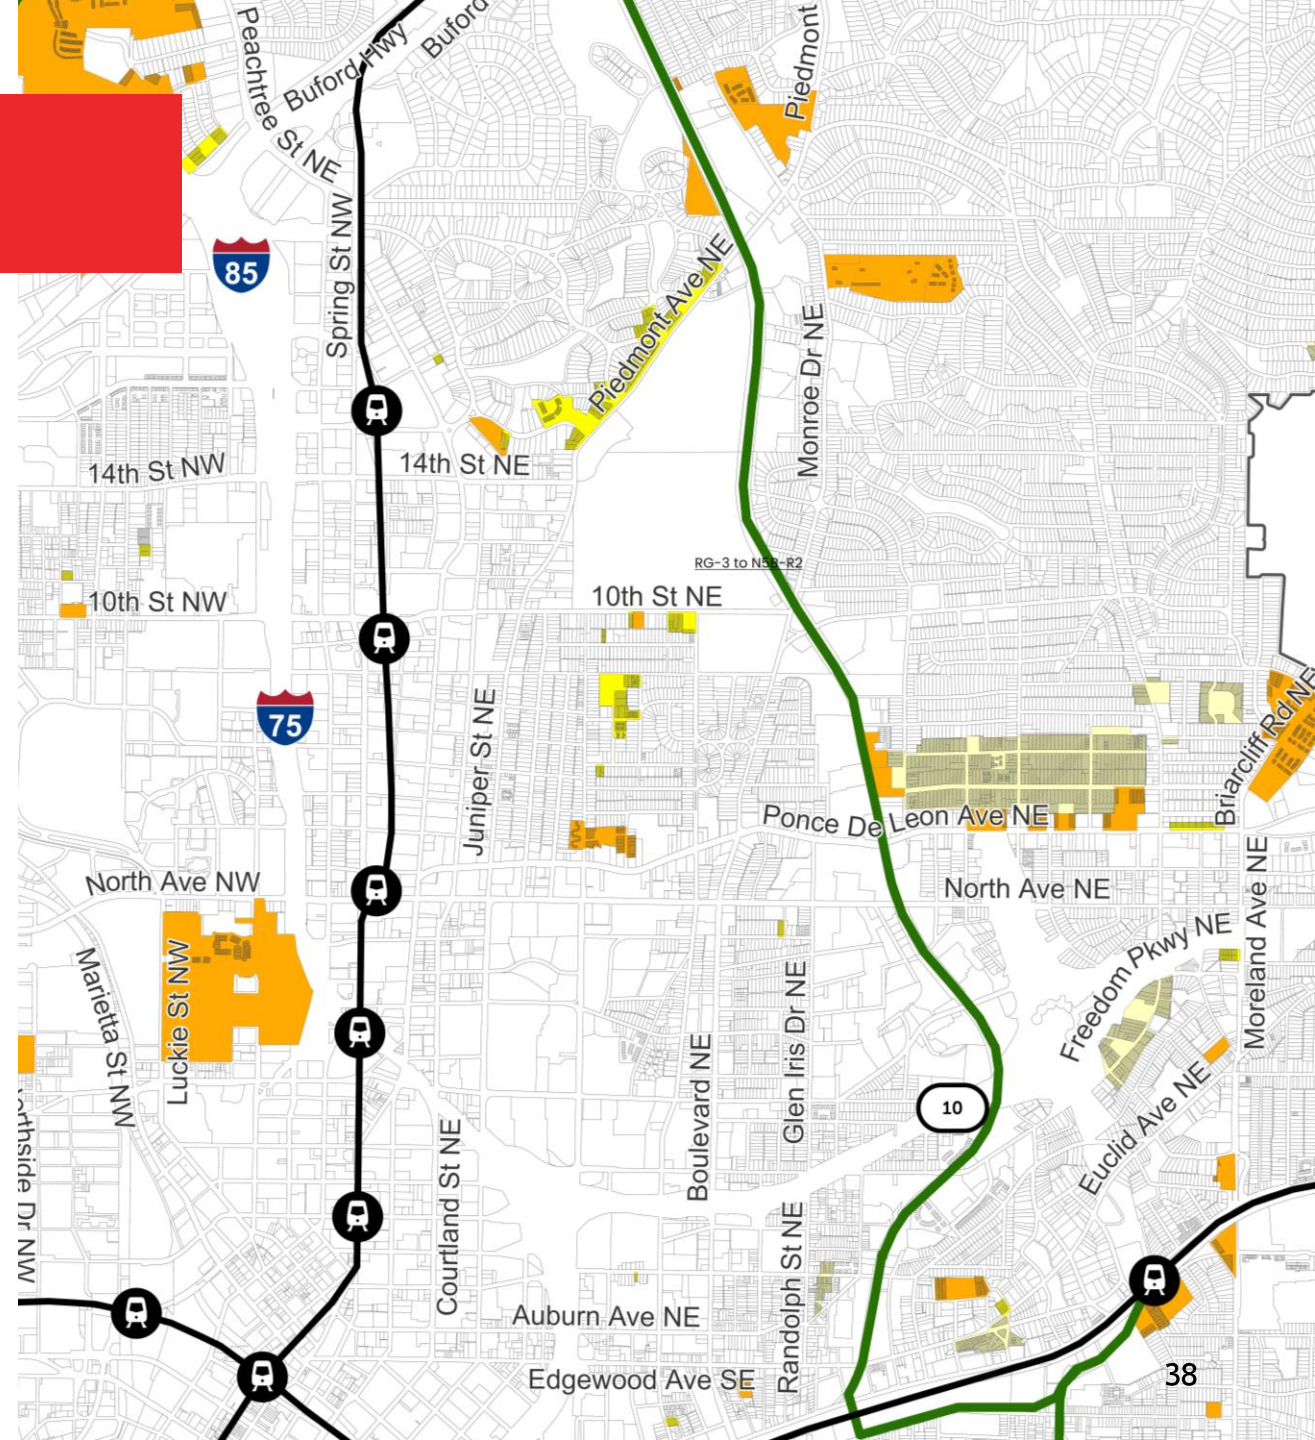 Peachtree St NE
Buford Hwy
Buford
Piedmont
85
Spring St NW
Piedmont Ave NE
Monroe Dr NE
14th St NW
14th St NE
RG-3 to N5B-R2
10th St NW
10th St NE
75
Juniper St NE
Briarcliff Rd NE
Ponce De Leon Ave NE
North Ave NW
North Ave NE
Marietta St NW
Luckie St NW
Glen Iris Dr NE
Freedom Pkwy NE
Moreland Ave NE
Boulevard NE
10
Euclid Ave NE
Dr NW
Courtland St NE
Randolph St NE
Auburn Ave NE
Edgewood Ave SE
38